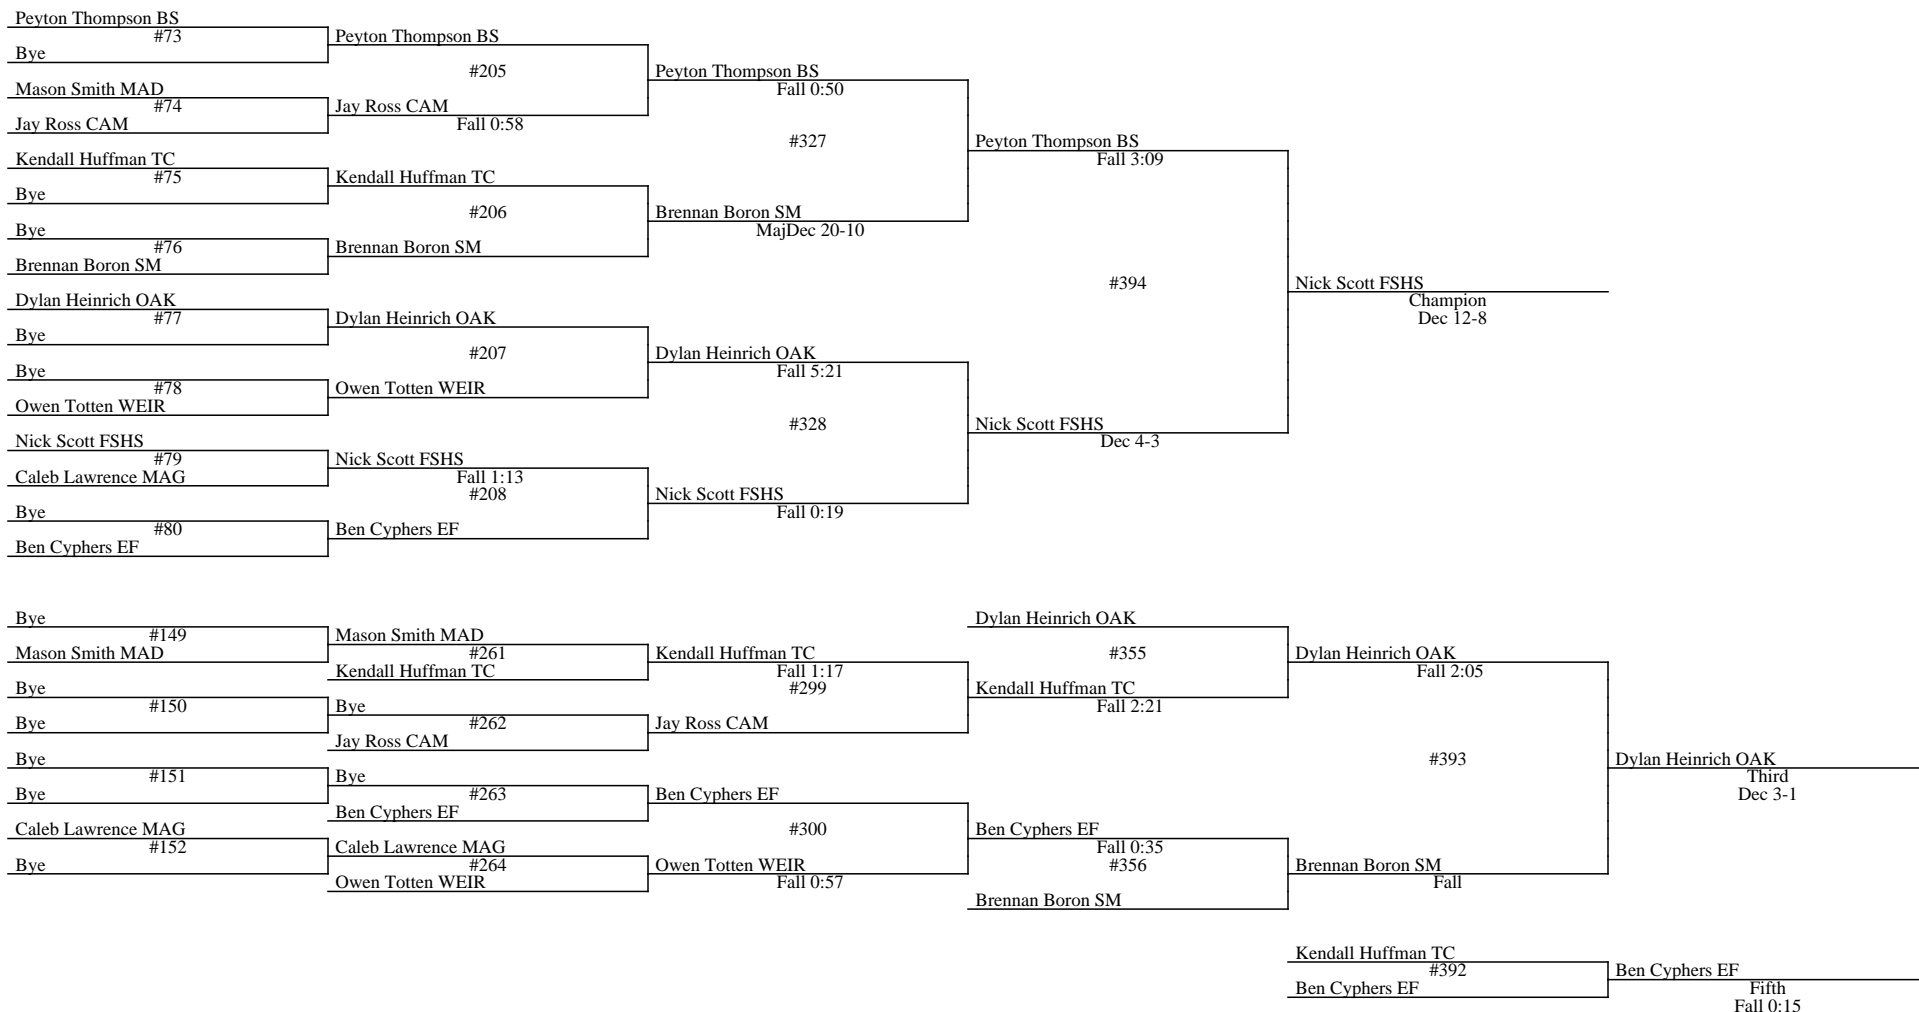 Peyton Thompson BS
#73
Bye
Peyton Thompson BS
#205
Mason Smith MAD
#74
Jay Ross CAM
Jay Ross CAM
Fall 0:58
Peyton Thompson BS
Fall 0:50
#327
Kendall Huffman TC
#75
Bye
Kendall Huffman TC
#206
Bye
#76
Brennan Boron SM
Brennan Boron SM
Brennan Boron SM
MajDec 20-10
Peyton Thompson BS
Fall 3:09
#394
Dylan Heinrich OAK
#77
Bye
Dylan Heinrich OAK
#207
Bye
#78
Owen Totten WEIR
Owen Totten WEIR
Dylan Heinrich OAK
Fall 5:21
#328
Nick Scott FSHS
#79
Caleb Lawrence MAG
Nick Scott FSHS
Fall 1:13
#208
Bye
#80
Ben Cyphers EF
Ben Cyphers EF
Nick Scott FSHS
Fall 0:19
Nick Scott FSHS
Dec 4-3
Nick Scott FSHS
Champion
Dec 12-8
Bye
#149
Mason Smith MAD
Mason Smith MAD
#261
Kendall Huffman TC
Kendall Huffman TC
Fall 1:17
#299
Bye
#150
Bye
Bye
#262
Jay Ross CAM
Jay Ross CAM
Dylan Heinrich OAK
#355
Kendall Huffman TC
Fall 2:21
Dylan Heinrich OAK
Fall 2:05
#393
Bye
#151
Bye
Bye
#263
Ben Cyphers EF
Ben Cyphers EF
#300
Caleb Lawrence MAG
#152
Bye
Caleb Lawrence MAG
#264
Owen Totten WEIR
Owen Totten WEIR
Fall 0:57
Ben Cyphers EF
Fall 0:35
#356
Brennan Boron SM
Brennan Boron SM
Fall
Dylan Heinrich OAK
Third
Dec 3-1
Kendall Huffman TC
#392
Ben Cyphers EF
Ben Cyphers EF
Fifth
Fall 0:15